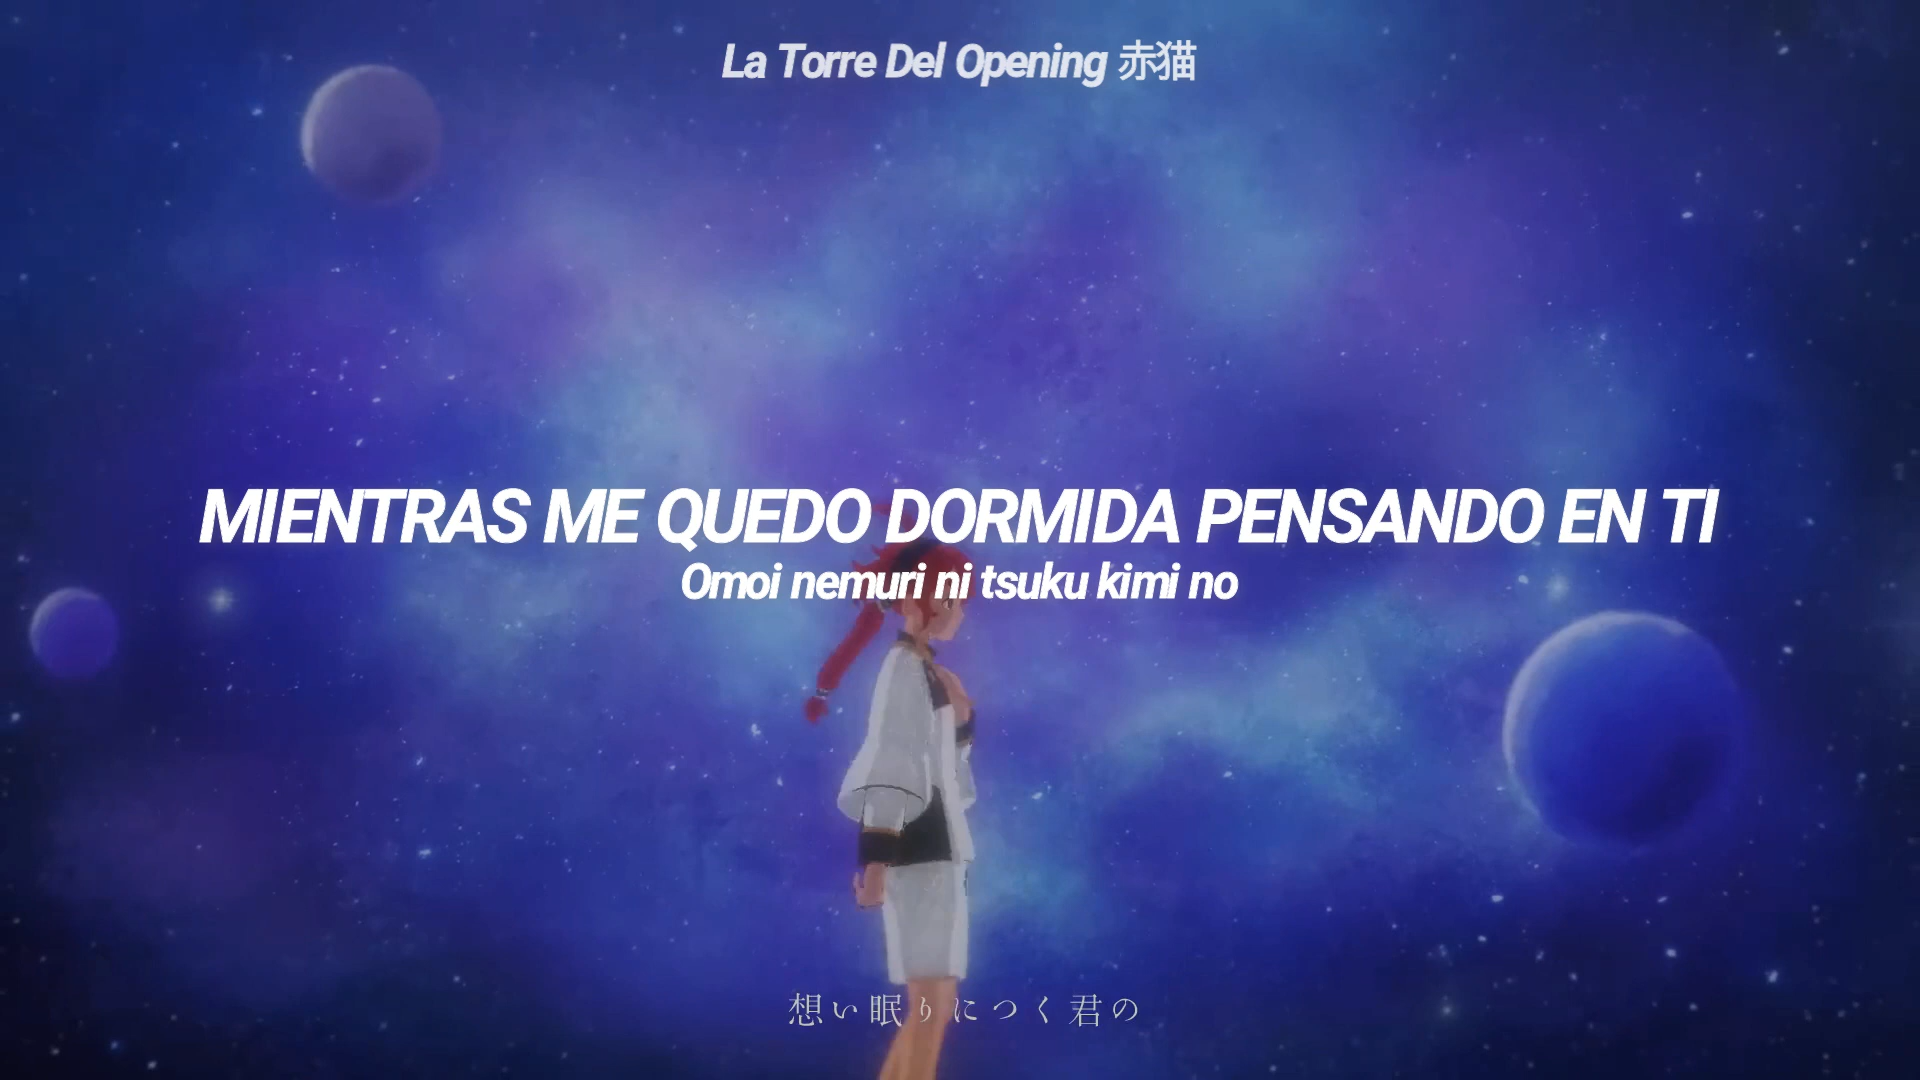 La Torre Del Opening 赤猫
MIENTRAS ME QUEDO DORMIDA PENSANDO EN TI
Omoi nemuri ni tsuku kimi no
想い眠りにつく君の